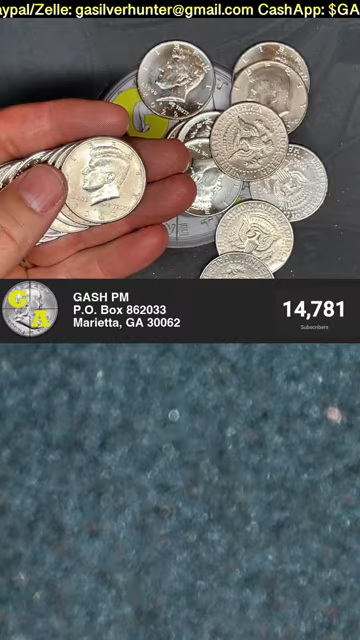 aypal/Zelle: gasilverhunter@gmail.com CashApp: $GA
GASH PM
P.O. Box 862033
Marietta, GA 30062
14,781
Subscribers
G
A